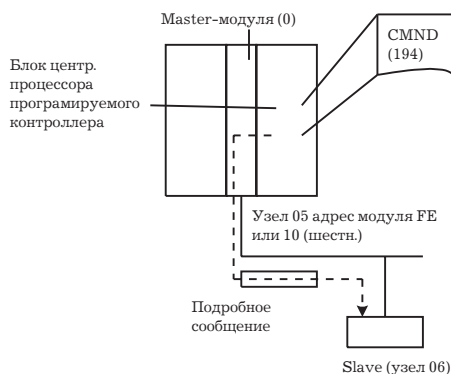 Master-модуля (0)
CMND
(194)
Блок центр.
процессора
програмируемого
контроллера
Узел 05 адрес модуля FE
или 10 (шестн.)
Подробное
сообщение
Slave (узел 06)